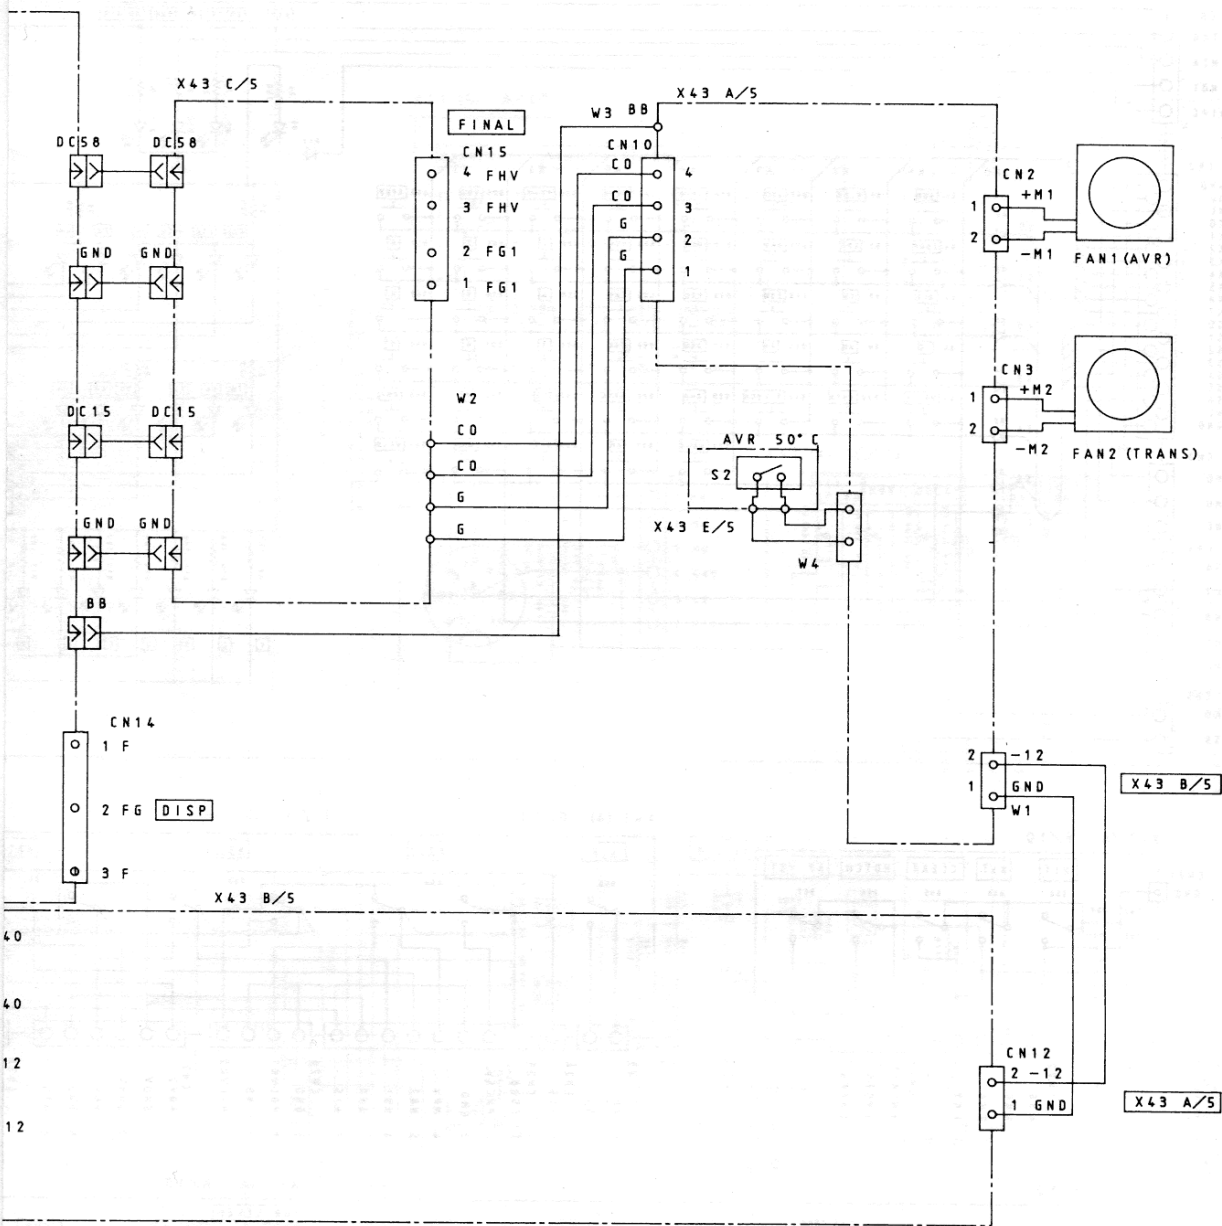 X43 C/5
X43 A/5
W3 BB
FINAL
DC58 DC58
CN15
CN10
4 FHV
CO 4
CN2
+M1
1
3 FHV
CO 3
2
G 2
-M1
FAN1(AVR)
GND GND
2 FG1
G 1
1 FG1
CN3
+M2
1
W2
2
DC15 DC15
CO
-M2
FAN2 (TRANS)
AVR 50°C
CO
S2
G
X43 E/5
GND GND
G
W4
BB
CN14
1 F
2 -12
X43 B/5
1 GND
W1
2 FG DISP
3 F
X43 B/5
40
40
CN12
12
2 -12
1 GND
X43 A/5
12